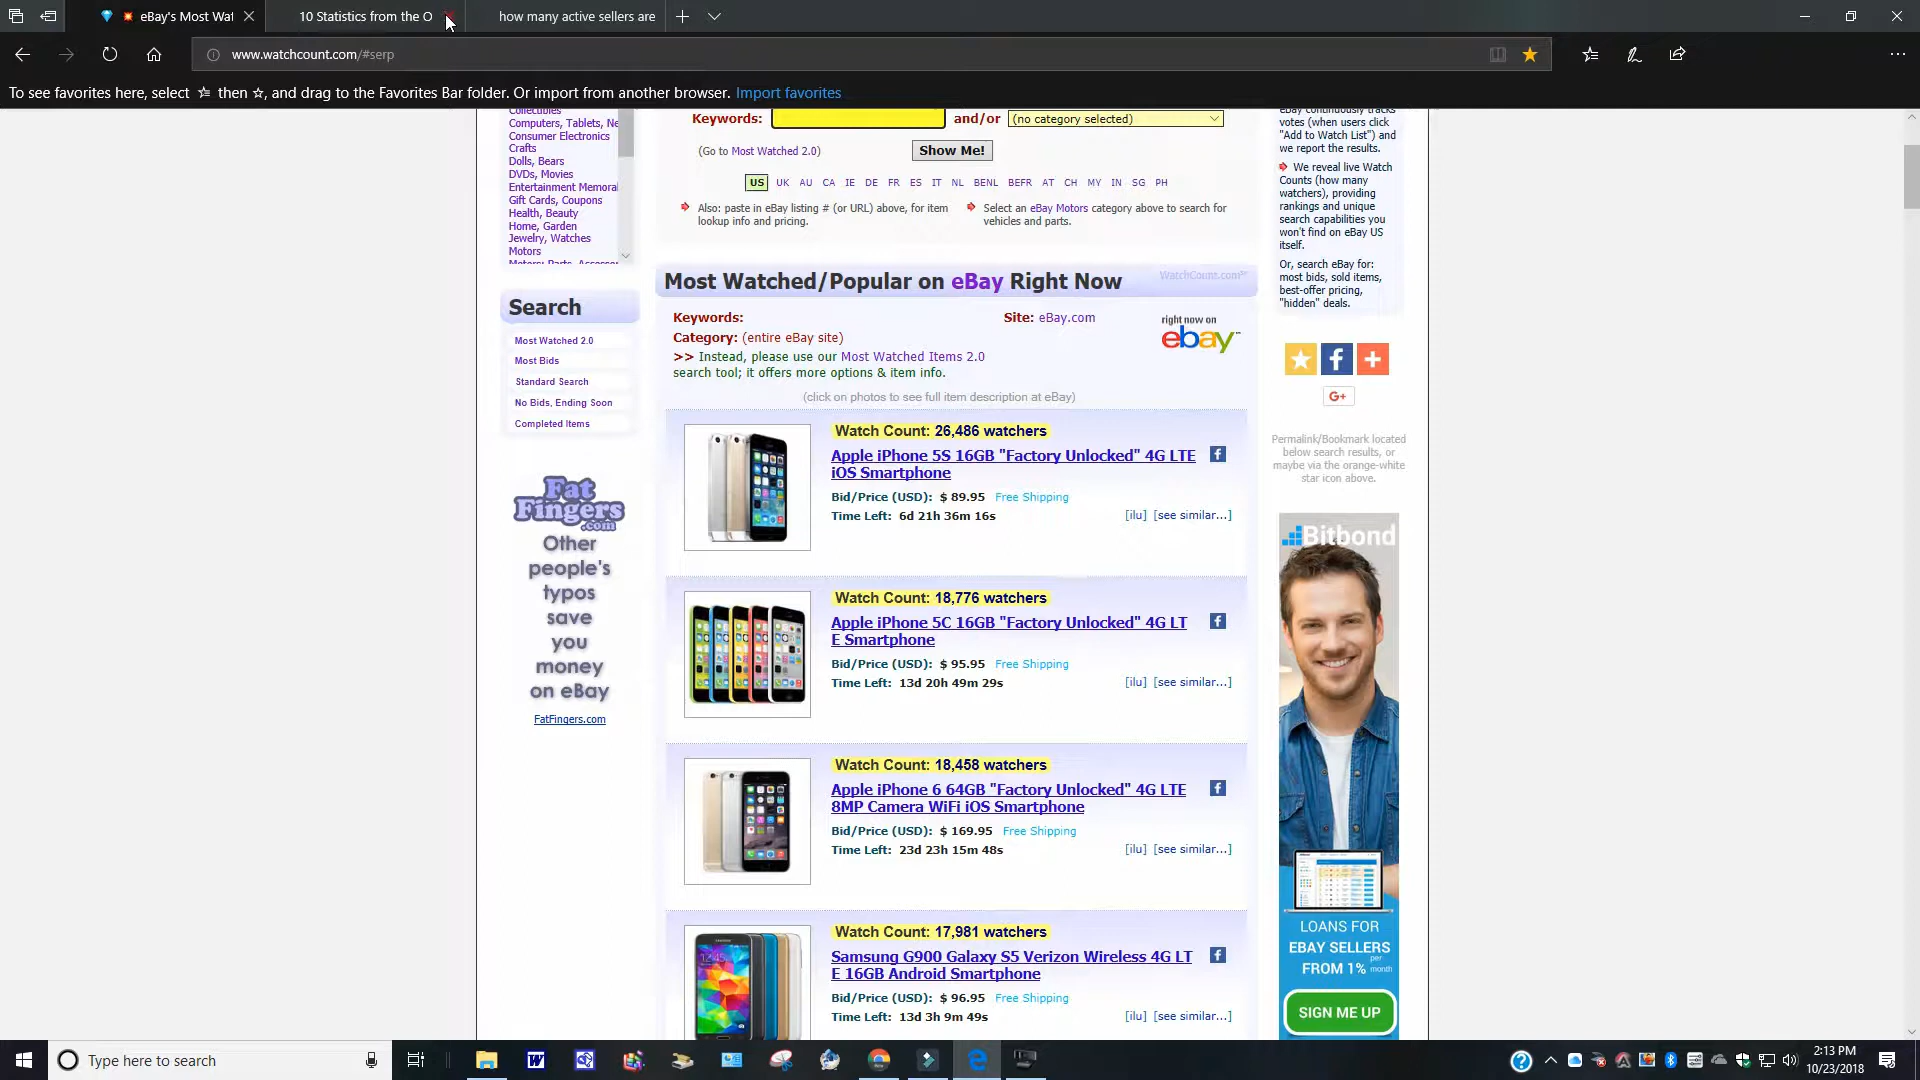 eBay's Most Wat
10 Statistics from the O
how many active sellers are
www.watchcount.com/#serp
To see favorites here, select ☆ then ☆, and drag to the Favorites Bar folder. Or import from another browser. Import favorites
Collectibles
Computers, Tablets, Ne
Consumer Electronics
Crafts
Dolls, Bears
DVDs, Movies
Entertainment Memora
Gift Cards, Coupons
Health, Beauty
Home, Garden
Jewelry, Watches
Motors
Motors: Parts, Accessor
Search
Most Watched 2.0
Most Bids
Standard Search
No Bids, Ending Soon
Completed Items
Fat
Fingers
.com
Other
people's
typos
save
you
money
on eBay
FatFingers.com
Keywords: and/or (no category selected)
(Go to Most Watched 2.0) Show Me!
US UK AU CA IE DE FR ES IT NL BENL BEFR AT CH MY IN SG PH
Also: paste in eBay listing # (or URL) above, for item
lookup info and pricing.
Select an eBay Motors category above to search for
vehicles and parts.
Most Watched/Popular on eBay Right Now
WatchCount.com
Keywords:
Site: eBay.com
Category: (entire eBay site)
>> Instead, please use our Most Watched Items 2.0
search tool; it offers more options & item info.
right now on
ebay
(click on photos to see full item description at eBay)
Watch Count: 26,486 watchers
Apple iPhone 5S 16GB "Factory Unlocked" 4G LTE
iOS Smartphone
Bid/Price (USD): $ 89.95 Free Shipping
Time Left: 6d 21h 36m 16s [ilu] [see similar...]
Watch Count: 18,776 watchers
Apple iPhone 5C 16GB "Factory Unlocked" 4G LT
E Smartphone
Bid/Price (USD): $ 95.95 Free Shipping
Time Left: 13d 20h 49m 29s [ilu] [see similar...]
Watch Count: 18,458 watchers
Apple iPhone 6 64GB "Factory Unlocked" 4G LTE
8MP Camera WiFi iOS Smartphone
Bid/Price (USD): $ 169.95 Free Shipping
Time Left: 23d 23h 15m 48s [ilu] [see similar...]
Watch Count: 17,981 watchers
Samsung G900 Galaxy S5 Verizon Wireless 4G LT
E 16GB Android Smartphone
Bid/Price (USD): $ 96.95 Free Shipping
Time Left: 13d 3h 9m 49s [ilu] [see similar...]
eBay continuously tracks
votes (when users click
"Add to Watch List") and
we report the results.
We reveal live Watch
Counts (how many
watchers), providing
rankings and unique
search capabilities you
won't find on eBay US
itself.
Or, search eBay for:
most bids, sold items,
best-offer pricing,
"hidden" deals.
G+
Permalink/Bookmark located
below search results, or
maybe via the orange-white
star icon above.
Bitbond
LOANS FOR
EBAY SELLERS
FROM 1% per month
SIGN ME UP
Type here to search
2:13 PM
10/23/2018